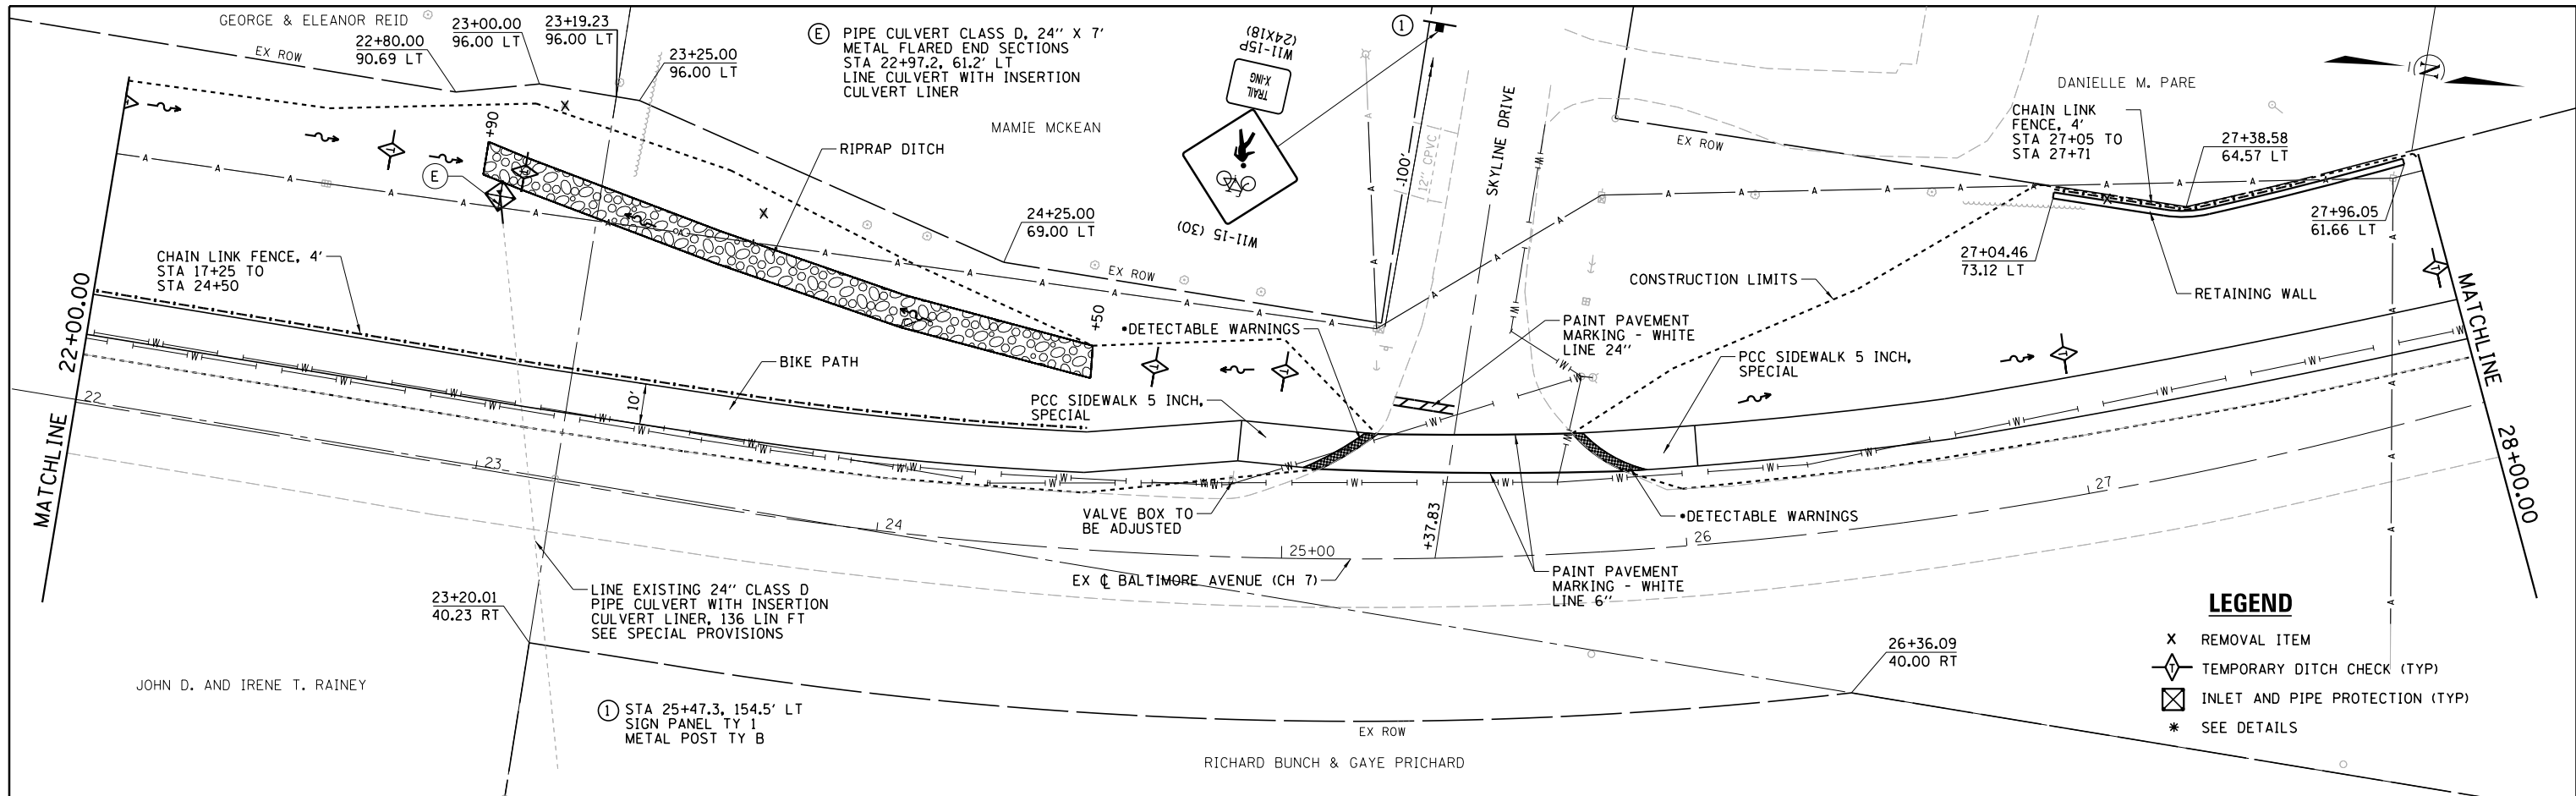 GEORGE & ELEANOR REID
22+80.00
90.69 LT
23+00.00
96.00 LT
23+19.23
96.00 LT
23+25.00
96.00 LT
EX ROW
E
PIPE CULVERT CLASS D, 24" X 7'
METAL FLARED END SECTIONS
STA 22+97.2, 61.2' LT
LINE CULVERT WITH INSERTION
CULVERT LINER
MAMIE MCKEAN
+90
RIPRAP DITCH
E
24+25.00
69.00 LT
EX ROW
+50
1
W11-15P
(24X18)
TRAIL
X-ING
W11-15 (30)
100'
12" CPVC
SKYLINE DRIVE
EX ROW
DANIELLE M. PARE
N
CHAIN LINK
FENCE, 4'
STA 27+05 TO
STA 27+71
27+38.58
64.57 LT
27+96.05
61.66 LT
27+04.46
73.12 LT
RETAINING WALL
CONSTRUCTION LIMITS
CHAIN LINK FENCE, 4'
STA 17+25 TO
STA 24+50
MATCHLINE 22+00.00
BIKE PATH
10'
•DETECTABLE WARNINGS
PAINT PAVEMENT
MARKING - WHITE
LINE 24"
PCC SIDEWALK 5 INCH,
SPECIAL
PCC SIDEWALK 5 INCH,
SPECIAL
MATCHLINE 28+00.00
22
23
24
25+00
26
27
+37.83
VALVE BOX TO
BE ADJUSTED
•DETECTABLE WARNINGS
EX ℄ BALTIMORE AVENUE (CH 7)
PAINT PAVEMENT
MARKING - WHITE
LINE 6"
LINE EXISTING 24" CLASS D
PIPE CULVERT WITH INSERTION
CULVERT LINER, 136 LIN FT
SEE SPECIAL PROVISIONS
23+20.01
40.23 RT
26+36.09
40.00 RT
JOHN D. AND IRENE T. RAINEY
1
STA 25+47.3, 154.5' LT
SIGN PANEL TY 1
METAL POST TY B
EX ROW
RICHARD BUNCH & GAYE PRICHARD
LEGEND
X REMOVAL ITEM
T TEMPORARY DITCH CHECK (TYP)
INLET AND PIPE PROTECTION (TYP)
* SEE DETAILS